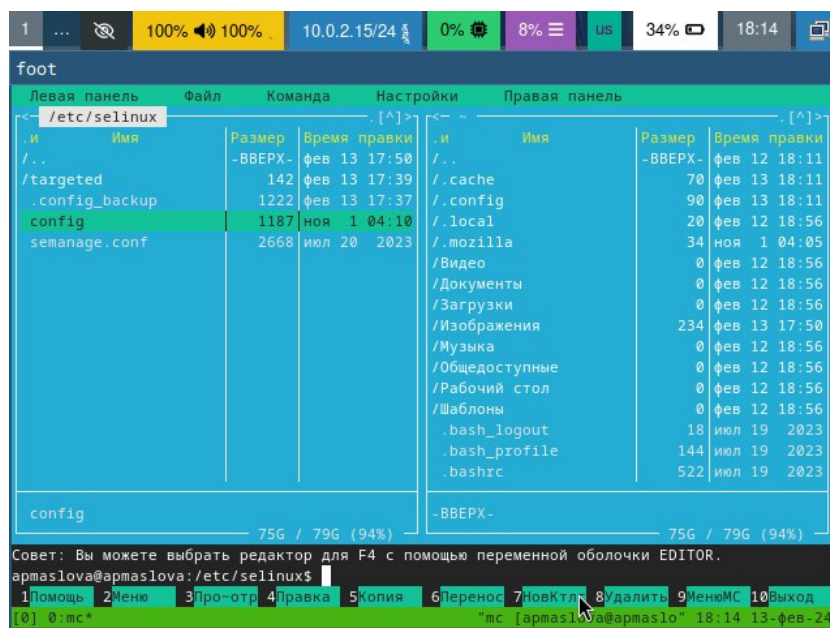 1 ... 100% 100% 10.0.2.15/24 0% 8% us 34% 18:14
foot
Левая панель Файл Команда Настройки Правая панель
<— /etc/selinux .[^]> <— ~ .[^]>
.и Имя Размер Время правки .и Имя Размер Время правки
/.. -ВВЕРХ- фев 13 17:50 /.. -ВВЕРХ- фев 12 18:11
/targeted 142 фев 13 17:39 /.cache 70 фев 13 18:11
.config_backup 1222 фев 13 17:37 /.config 90 фев 13 18:11
config 1187 ноя 1 04:10 /.local 20 фев 12 18:56
semanage.conf 2668 июл 20 2023 /.mozilla 34 ноя 1 04:05
/Видео 0 фев 12 18:56
/Документы 0 фев 12 18:56
/Загрузки 0 фев 12 18:56
/Изображения 234 фев 13 17:50
/Музыка 0 фев 12 18:56
/Общедоступные 0 фев 12 18:56
/Рабочий стол 0 фев 12 18:56
/Шаблоны 0 фев 12 18:56
.bash_logout 18 июл 19 2023
.bash_profile 144 июл 19 2023
.bashrc 522 июл 19 2023
config -ВВЕРХ-
75G / 79G (94%) 75G / 79G (94%)
Совет: Вы можете выбрать редактор для F4 с помощью переменной оболочки EDITOR.
apmaslova@apmaslova:/etc/selinux$
1Помощь 2Меню 3Про~отр 4Правка 5Копия 6Перенос 7НовКтлг 8Удалить 9МенюМС 10Выход
[0] 0:mc* "mc [apmaslova@apmaslo" 18:14 13-фев-24